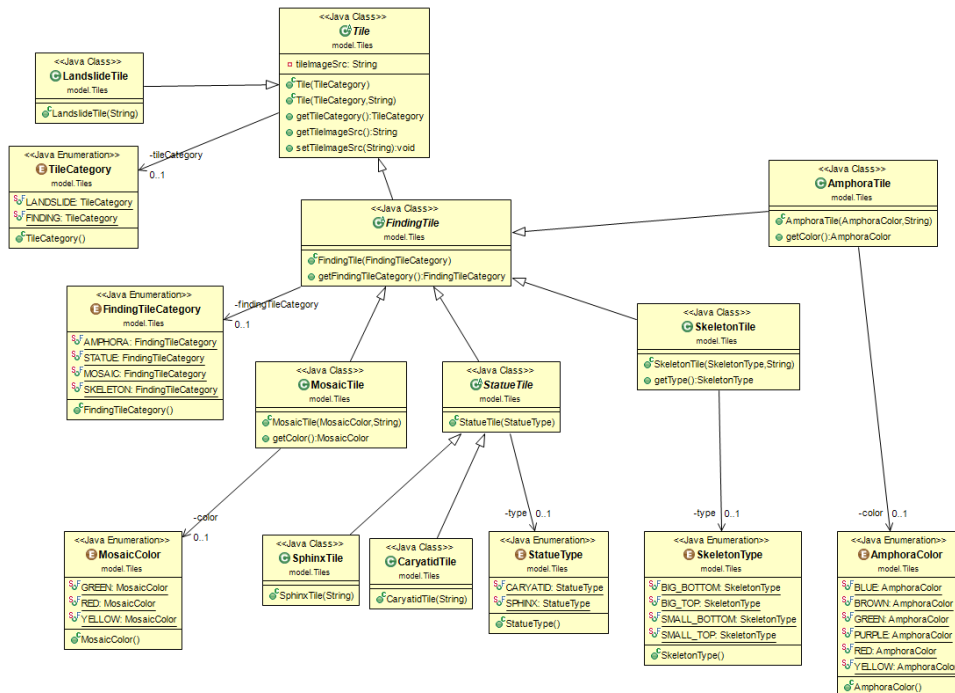 <<Java Class>>
Tile
model.Tiles
tileImageSrc: String
Tile(TileCategory)
Tile(TileCategory,String)
getTileCategory():TileCategory
getTileImageSrc():String
setTileImageSrc(String):void
<<Java Class>>
LandslideTile
model.Tiles
LandslideTile(String)
-tileCategory
0..1
<<Java Enumeration>>
TileCategory
model.Tiles
LANDSLIDE: TileCategory
FINDING: TileCategory
TileCategory()
<<Java Class>>
AmphoraTile
model.Tiles
AmphoraTile(AmphoraColor,String)
getColor():AmphoraColor
<<Java Class>>
FindingTile
model.Tiles
FindingTile(FindingTileCategory)
getFindingTileCategory():FindingTileCategory
-findingTileCategory
0..1
<<Java Enumeration>>
FindingTileCategory
model.Tiles
AMPHORA: FindingTileCategory
STATUE: FindingTileCategory
MOSAIC: FindingTileCategory
SKELETON: FindingTileCategory
FindingTileCategory()
<<Java Class>>
SkeletonTile
model.Tiles
SkeletonTile(SkeletonType,String)
getType():SkeletonType
<<Java Class>>
MosaicTile
model.Tiles
MosaicTile(MosaicColor,String)
getColor():MosaicColor
<<Java Class>>
StatueTile
model.Tiles
StatueTile(StatueType)
-color
0..1
-type 0..1
-type 0..1
-color 0..1
<<Java Enumeration>>
MosaicColor
model.Tiles
GREEN: MosaicColor
RED: MosaicColor
YELLOW: MosaicColor
MosaicColor()
<<Java Class>>
SphinxTile
model.Tiles
SphinxTile(String)
<<Java Class>>
CaryatidTile
model.Tiles
CaryatidTile(String)
<<Java Enumeration>>
StatueType
model.Tiles
CARYATID: StatueType
SPHINX: StatueType
StatueType()
<<Java Enumeration>>
SkeletonType
model.Tiles
BIG_BOTTOM: SkeletonType
BIG_TOP: SkeletonType
SMALL_BOTTOM: SkeletonType
SMALL_TOP: SkeletonType
SkeletonType()
<<Java Enumeration>>
AmphoraColor
model.Tiles
BLUE: AmphoraColor
BROWN: AmphoraColor
GREEN: AmphoraColor
PURPLE: AmphoraColor
RED: AmphoraColor
YELLOW: AmphoraColor
AmphoraColor()